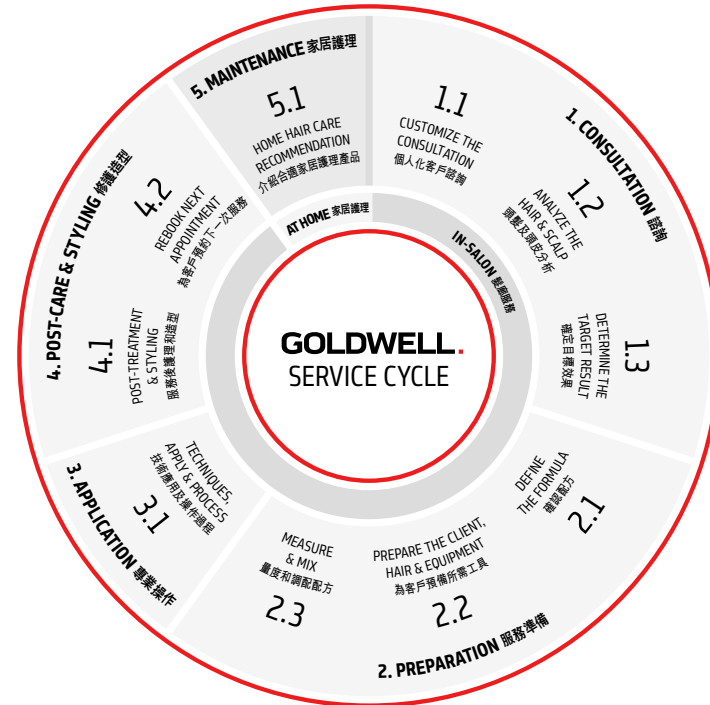 GOLDWELL.
SERVICE CYCLE
IN-SALON 髮廊服務
AT HOME 家居護理
1. CONSULTATION 諮詢
1.1
CUSTOMIZE THE
CONSULTATION
個人化客戶諮詢
1.2
ANALYZE THE
HAIR & SCALP
頭髮及頭皮分析
1.3
DETERMINE THE
TARGET RESULT
確定目標效果
2. PREPARATION 服務準備
2.1
DEFINE
THE FORMULA
確認配方
2.2
PREPARE THE CLIENT,
HAIR & EQUIPMENT
為客戶預備所需工具
2.3
MEASURE
& MIX
量度和調配配方
3. APPLICATION 專業操作
3.1
TECHNIQUES,
APPLY & PROCESS
技術應用及操作過程
4. POST-CARE & STYLING 修護造型
4.1
POST-TREATMENT
& STYLING
服務後護理和造型
4.2
REBOOK NEXT
APPOINTMENT
為客戶預約下一次服務
5. MAINTENANCE 家居護理
5.1
HOME HAIR CARE
RECOMMENDATION
介紹合適家居護理產品